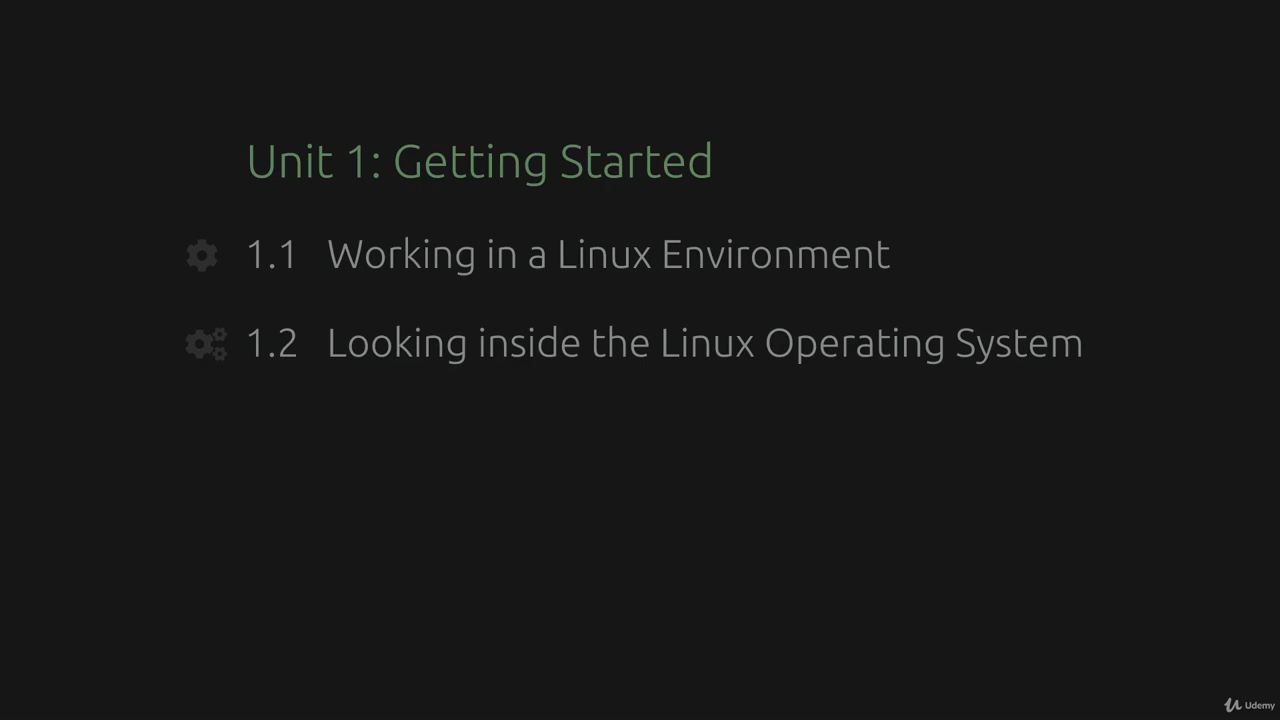 Unit 1: Getting Started
1.1 Working in a Linux Environment
1.2 Looking inside the Linux Operating System
Udemy